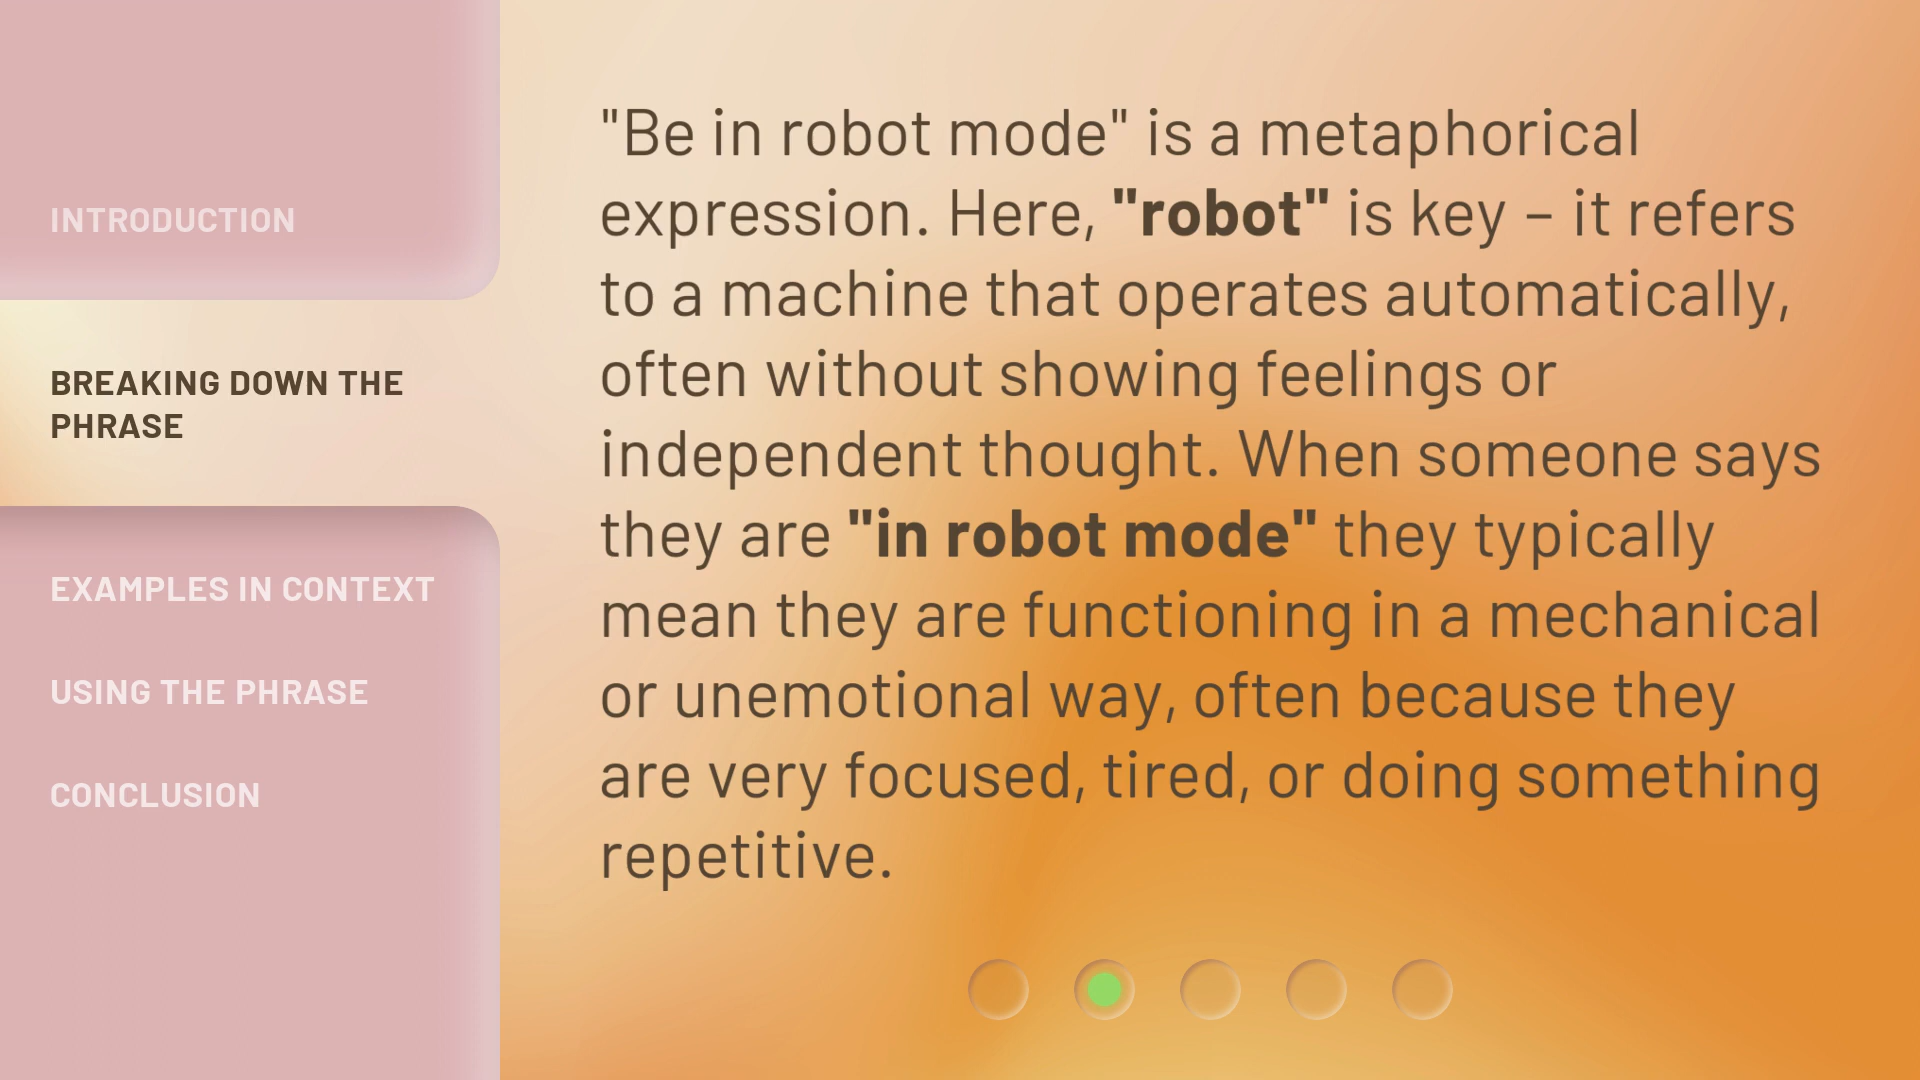 INTRODUCTION
BREAKING DOWN THE
PHRASE
EXAMPLES IN CONTEXT
USING THE PHRASE
CONCLUSION
"Be in robot mode" is a metaphorical
expression. Here, "robot" is key – it refers
to a machine that operates automatically,
often without showing feelings or
independent thought. When someone says
they are "in robot mode" they typically
mean they are functioning in a mechanical
or unemotional way, often because they
are very focused, tired, or doing something
repetitive.